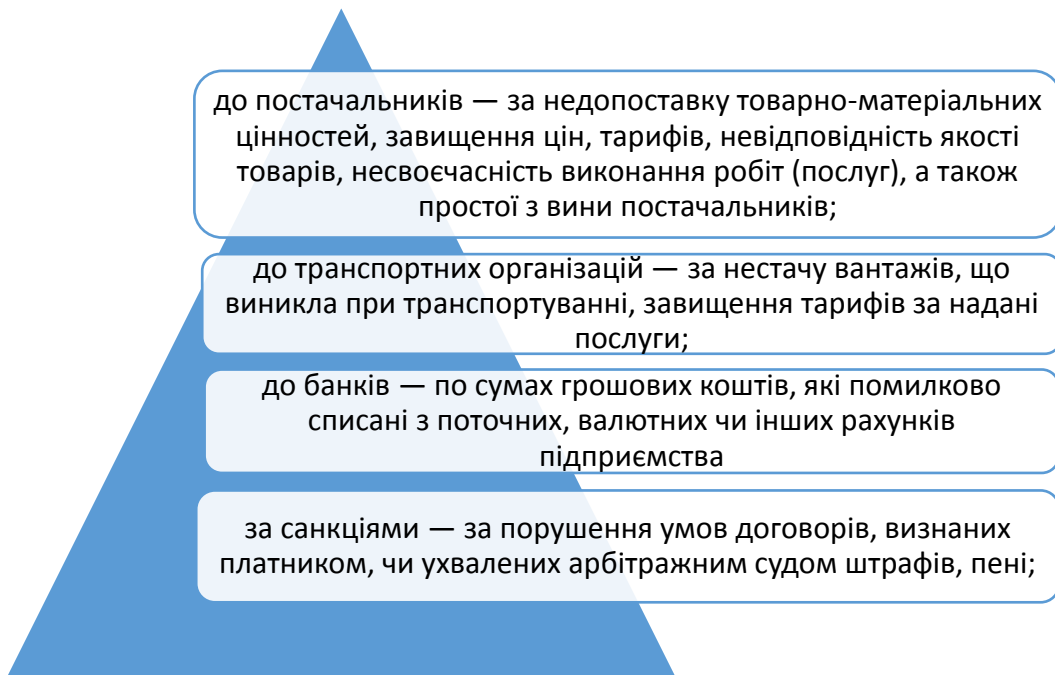 до постачальників — за недопоставку товарно-матеріальних
цінностей, завищення цін, тарифів, невідповідність якості
товарів, несвоєчасність виконання робіт (послуг), а також
простої з вини постачальників;
до транспортних організацій — за нестачу вантажів, що
виникла при транспортуванні, завищення тарифів за надані
послуги;
до банків — по сумах грошових коштів, які помилково
списані з поточних, валютних чи інших рахунків
підприємства
за санкціями — за порушення умов договорів, визнаних
платником, чи ухвалених арбітражним судом штрафів, пені;